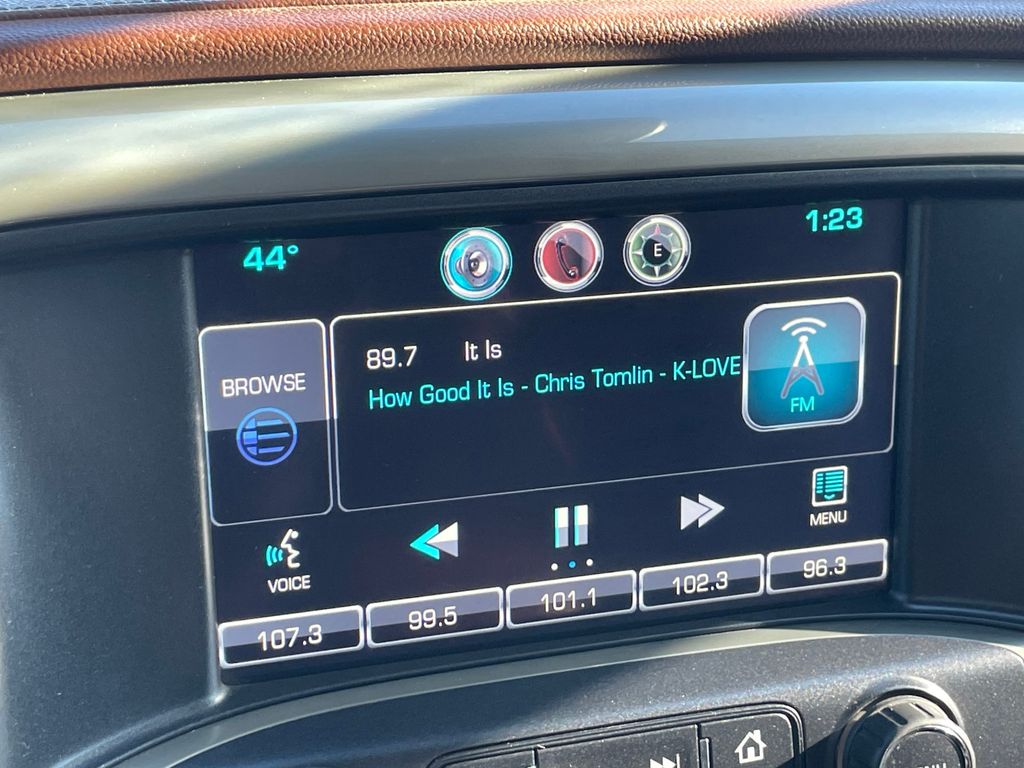 44°
1:23
E
BROWSE
89.7 It Is
How Good It Is - Chris Tomlin - K-LOVE
FM
VOICE
MENU
107.3
99.5
101.1
102.3
96.3